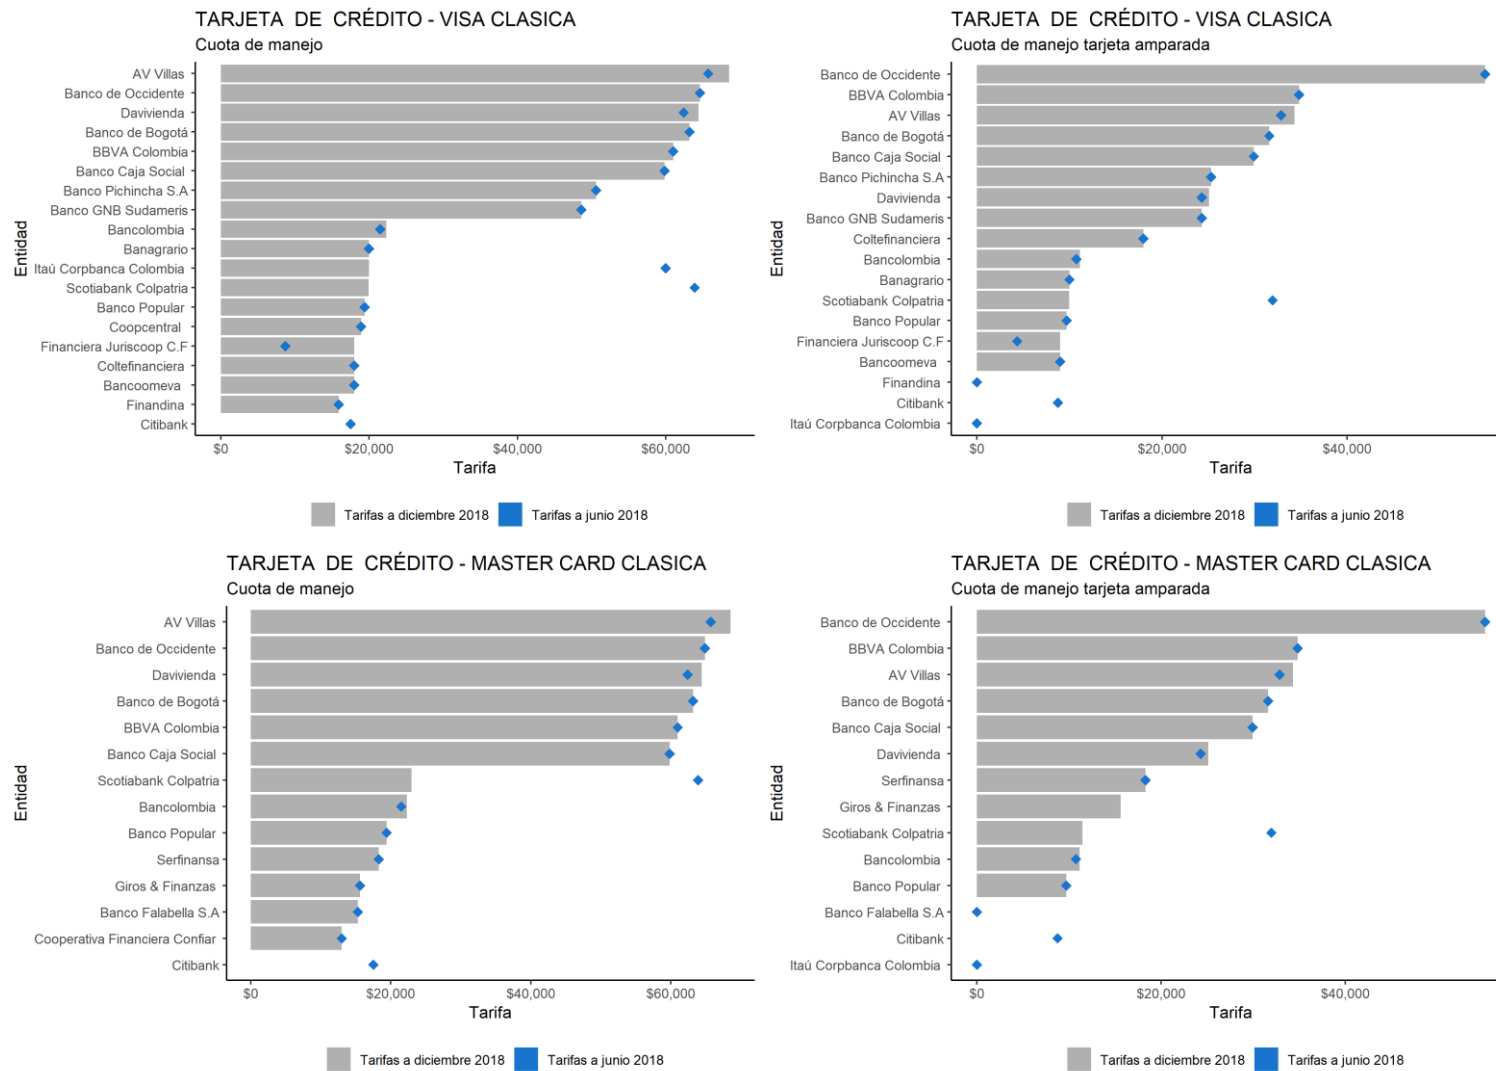 TARJETA DE CRÉDITO - VISA CLASICA
Cuota de manejo
Entidad
AV Villas
Banco de Occidente
Davivienda
Banco de Bogotá
BBVA Colombia
Banco Caja Social
Banco Pichincha S.A
Banco GNB Sudameris
Bancolombia
Banagrario
Itaú Corpbanca Colombia
Scotiabank Colpatria
Banco Popular
Coopcentral
Financiera Juriscoop C.F
Coltefinanciera
Bancoomeva
Finandina
Citibank
$0 $20,000 $40,000 $60,000
Tarifa
Tarifas a diciembre 2018 Tarifas a junio 2018
TARJETA DE CRÉDITO - VISA CLASICA
Cuota de manejo tarjeta amparada
Entidad
Banco de Occidente
BBVA Colombia
AV Villas
Banco de Bogotá
Banco Caja Social
Banco Pichincha S.A
Davivienda
Banco GNB Sudameris
Coltefinanciera
Bancolombia
Banagrario
Scotiabank Colpatria
Banco Popular
Financiera Juriscoop C.F
Bancoomeva
Finandina
Citibank
Itaú Corpbanca Colombia
$0 $20,000 $40,000
Tarifa
Tarifas a diciembre 2018 Tarifas a junio 2018
TARJETA DE CRÉDITO - MASTER CARD CLASICA
Cuota de manejo
Entidad
AV Villas
Banco de Occidente
Davivienda
Banco de Bogotá
BBVA Colombia
Banco Caja Social
Scotiabank Colpatria
Bancolombia
Banco Popular
Serfinansa
Giros & Finanzas
Banco Falabella S.A
Cooperativa Financiera Confiar
Citibank
$0 $20,000 $40,000 $60,000
Tarifa
Tarifas a diciembre 2018 Tarifas a junio 2018
TARJETA DE CRÉDITO - MASTER CARD CLASICA
Cuota de manejo tarjeta amparada
Entidad
Banco de Occidente
BBVA Colombia
AV Villas
Banco de Bogotá
Banco Caja Social
Davivienda
Serfinansa
Giros & Finanzas
Scotiabank Colpatria
Bancolombia
Banco Popular
Banco Falabella S.A
Citibank
Itaú Corpbanca Colombia
$0 $20,000 $40,000
Tarifa
Tarifas a diciembre 2018 Tarifas a junio 2018